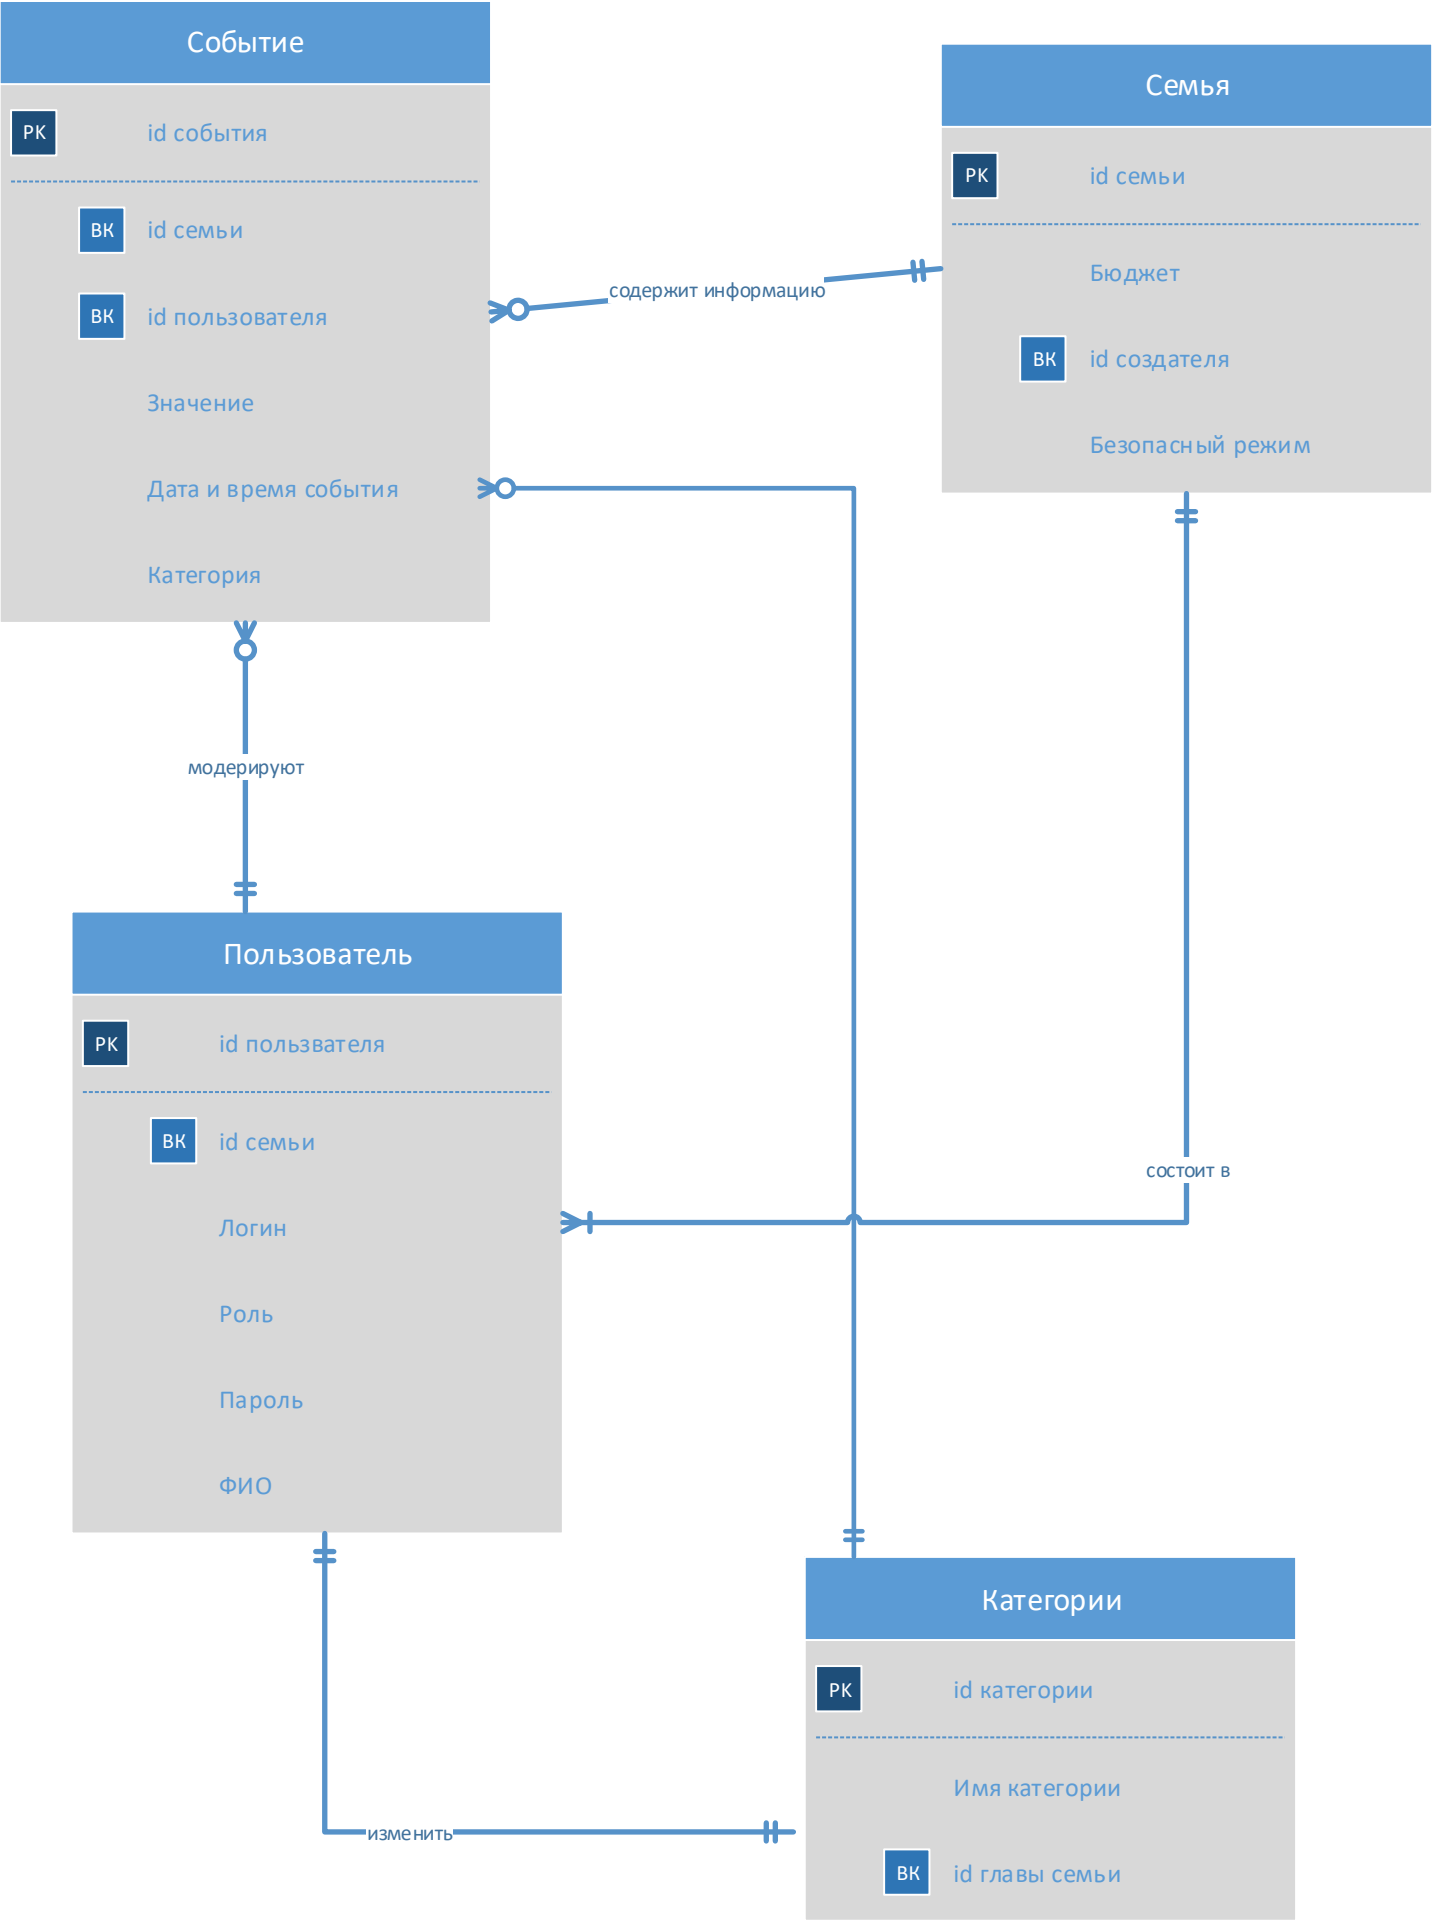 Событие
PK id события
ВК id семьи
ВК id пользователя
Значение
Дата и время события
Категория
Семья
PK id семьи
Бюджет
ВК id создателя
Безопасный режим
содержит информацию
модерируют
Пользователь
PK id пользвателя
ВК id семьи
Логин
Роль
Пароль
ФИО
состоит в
Категории
PK id категории
Имя категории
ВК id главы семьи
изменить